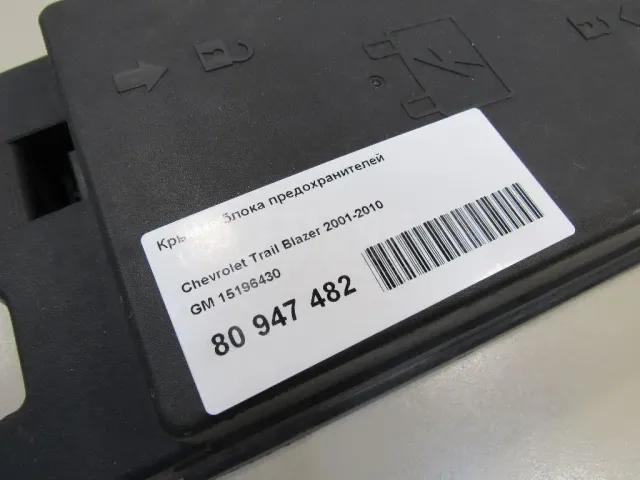 блока предохранителей
Chevrolet Trail Blazer 2001-2010
GM 15196430
80 947 482